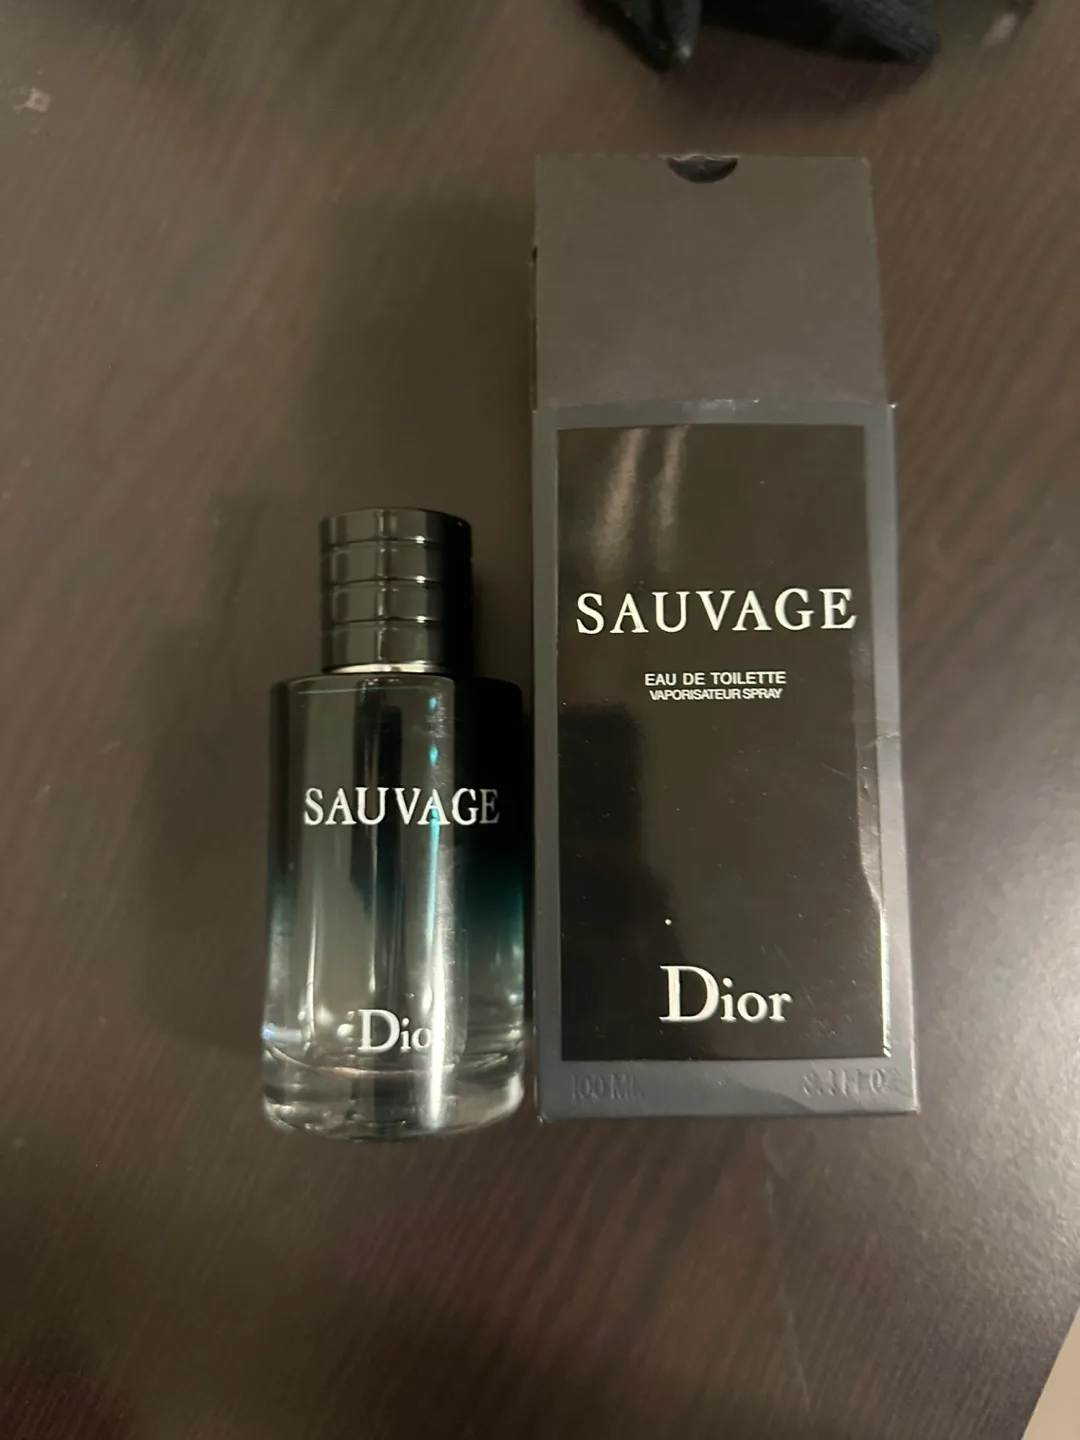 SAUVAGE
EAU DE TOILETTE
VAPORISATEUR SPRAY
Dior
100 ML
SAUVAGE
Dior